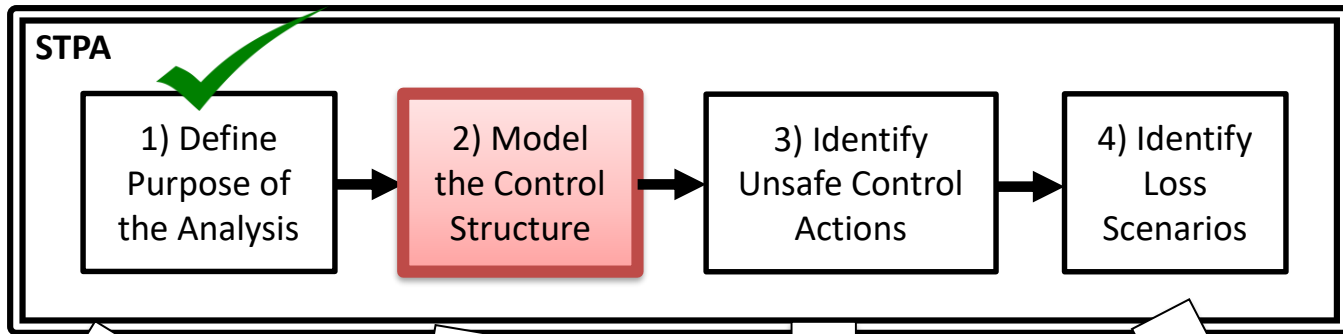 STPA
1) Define
Purpose of
the Analysis
2) Model
the Control
Structure
3) Identify
Unsafe Control
Actions
4) Identify
Loss
Scenarios